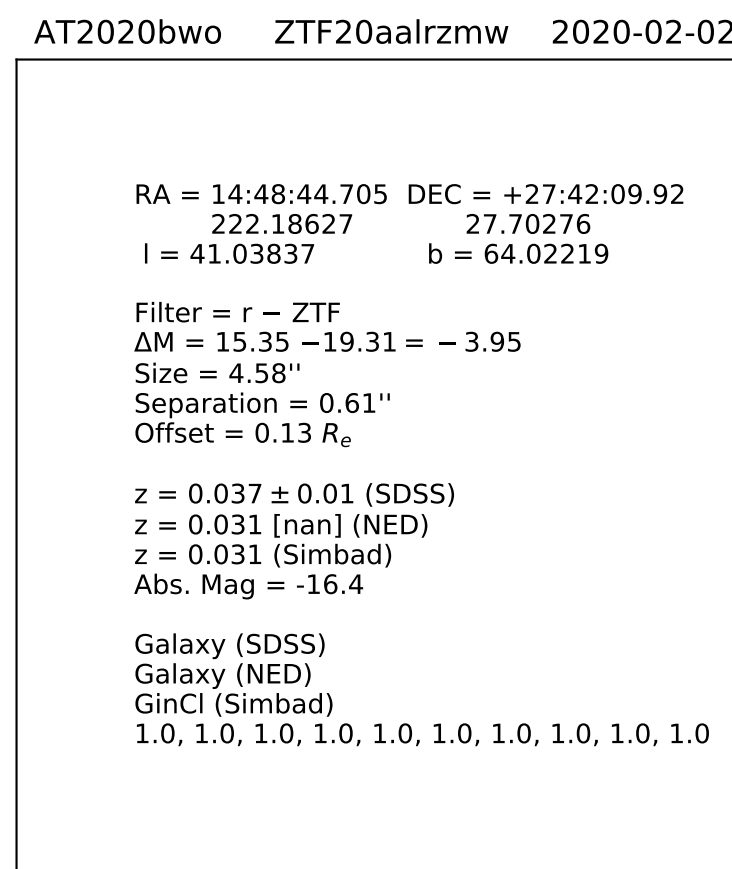 AT2020bwo ZTF20aalrzmw 2020-02-02
RA = 14:48:44.705 DEC = +27:42:09.92
222.18627 27.70276
l = 41.03837 b = 64.02219
Filter = r − ZTF
ΔM = 15.35 −19.31 = − 3.95
Size = 4.58''
Separation = 0.61''
Offset = 0.13 Re
z = 0.037 ± 0.01 (SDSS)
z = 0.031 [nan] (NED)
z = 0.031 (Simbad)
Abs. Mag = -16.4
Galaxy (SDSS)
Galaxy (NED)
GinCl (Simbad)
1.0, 1.0, 1.0, 1.0, 1.0, 1.0, 1.0, 1.0, 1.0, 1.0